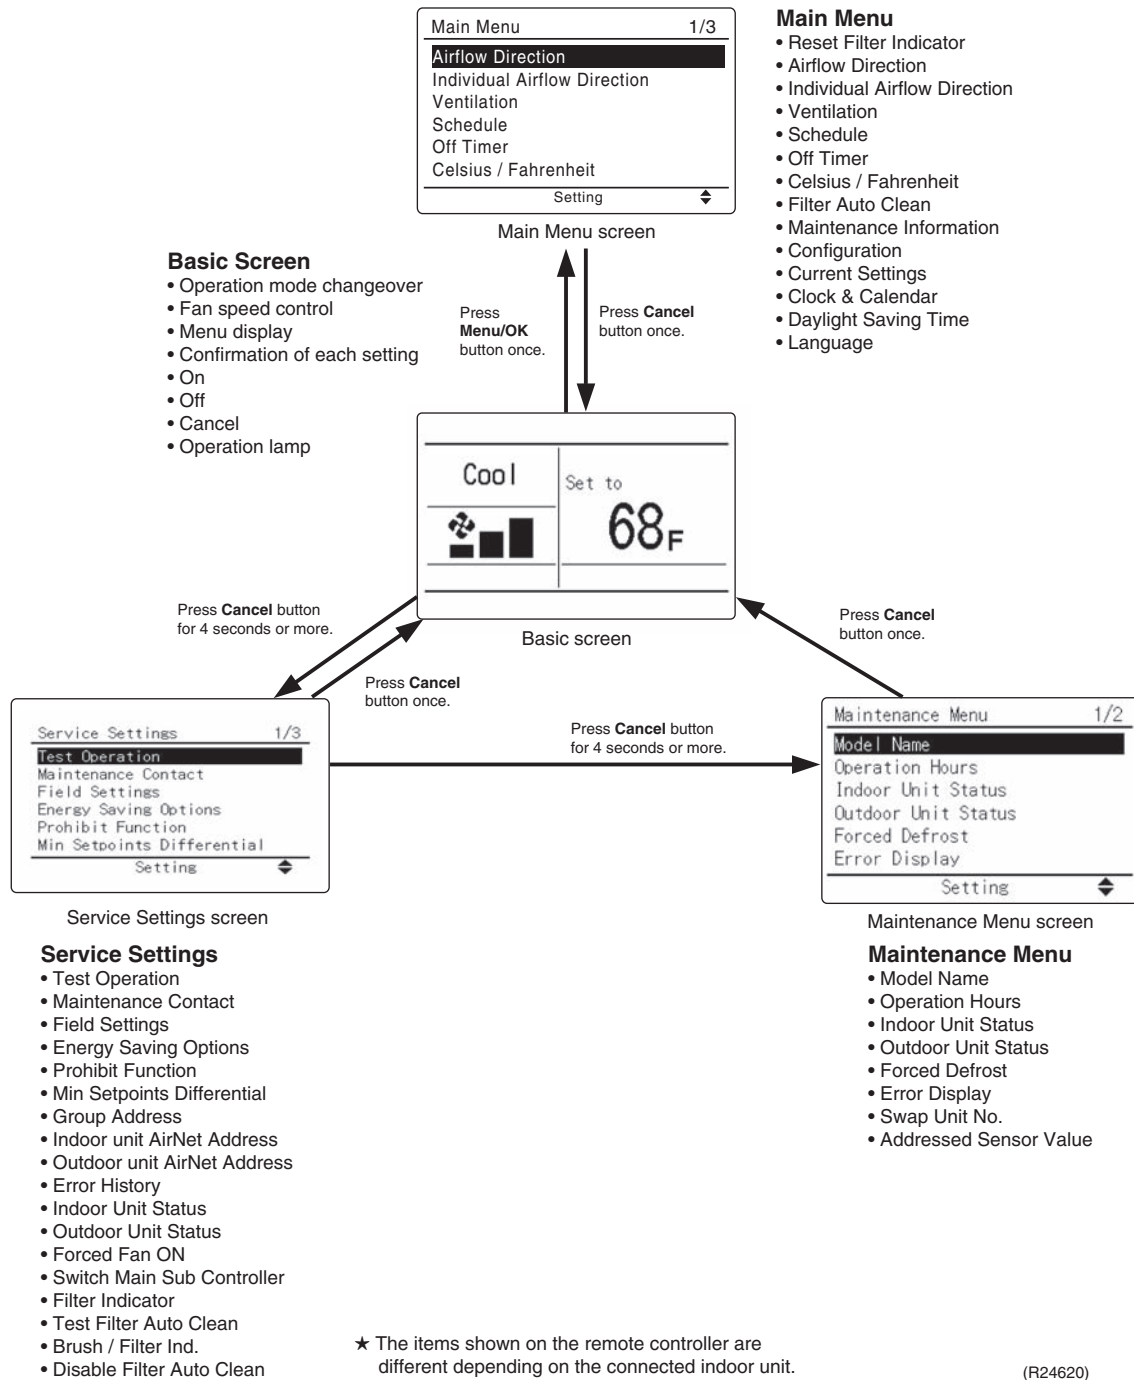 Main Menu 1/3
Airflow Direction
Individual Airflow Direction
Ventilation
Schedule
Off Timer
Celsius / Fahrenheit
Setting
Main Menu screen
Main Menu
• Reset Filter Indicator
• Airflow Direction
• Individual Airflow Direction
• Ventilation
• Schedule
• Off Timer
• Celsius / Fahrenheit
• Filter Auto Clean
• Maintenance Information
• Configuration
• Current Settings
• Clock & Calendar
• Daylight Saving Time
• Language
Basic Screen
• Operation mode changeover
• Fan speed control
• Menu display
• Confirmation of each setting
• On
• Off
• Cancel
• Operation lamp
Press
Menu/OK
button once.
Press Cancel
button once.
Cool
Set to
68F
Basic screen
Press Cancel button
for 4 seconds or more.
Press Cancel
button once.
Press Cancel
button once.
Press Cancel button
for 4 seconds or more.
Service Settings 1/3
Test Operation
Maintenance Contact
Field Settings
Energy Saving Options
Prohibit Function
Min Setpoints Differential
Setting
Service Settings screen
Maintenance Menu 1/2
Model Name
Operation Hours
Indoor Unit Status
Outdoor Unit Status
Forced Defrost
Error Display
Setting
Maintenance Menu screen
Service Settings
• Test Operation
• Maintenance Contact
• Field Settings
• Energy Saving Options
• Prohibit Function
• Min Setpoints Differential
• Group Address
• Indoor unit AirNet Address
• Outdoor unit AirNet Address
• Error History
• Indoor Unit Status
• Outdoor Unit Status
• Forced Fan ON
• Switch Main Sub Controller
• Filter Indicator
• Test Filter Auto Clean
• Brush / Filter Ind.
• Disable Filter Auto Clean
Maintenance Menu
• Model Name
• Operation Hours
• Indoor Unit Status
• Outdoor Unit Status
• Forced Defrost
• Error Display
• Swap Unit No.
• Addressed Sensor Value
★ The items shown on the remote controller are
different depending on the connected indoor unit.
(R24620)